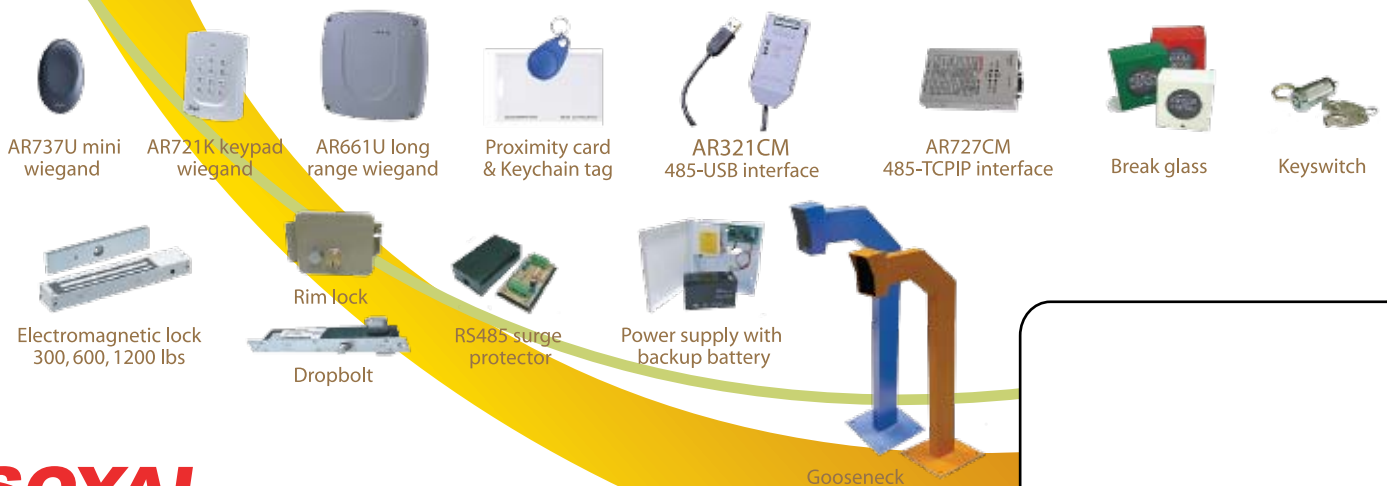 AR737U mini
wiegand
AR721K keypad
wiegand
AR661U long
range wiegand
Proximity card
& Keychain tag
AR321CM
485-USB interface
AR727CM
485-TCPIP interface
Break glass
Keyswitch
Electromagnetic lock
300, 600, 1200 lbs
Rim lock
Dropbolt
RS485 surge
protector
Power supply with
backup battery
Gooseneck
SOYAL